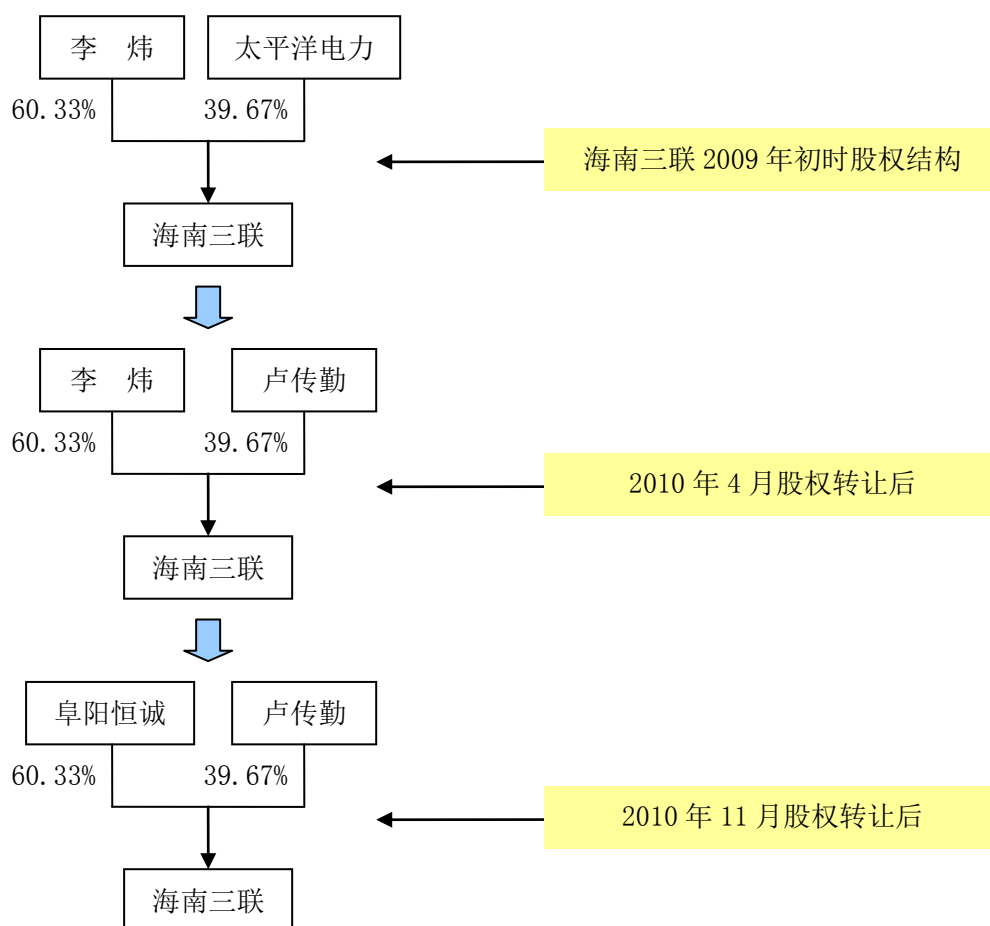 李 炜
太平洋电力
60.33%
39.67%
海南三联 2009 年初时股权结构
海南三联
李 炜
卢传勤
60.33%
39.67%
2010 年 4 月股权转让后
海南三联
阜阳恒诚
卢传勤
60.33%
39.67%
2010 年 11 月股权转让后
海南三联